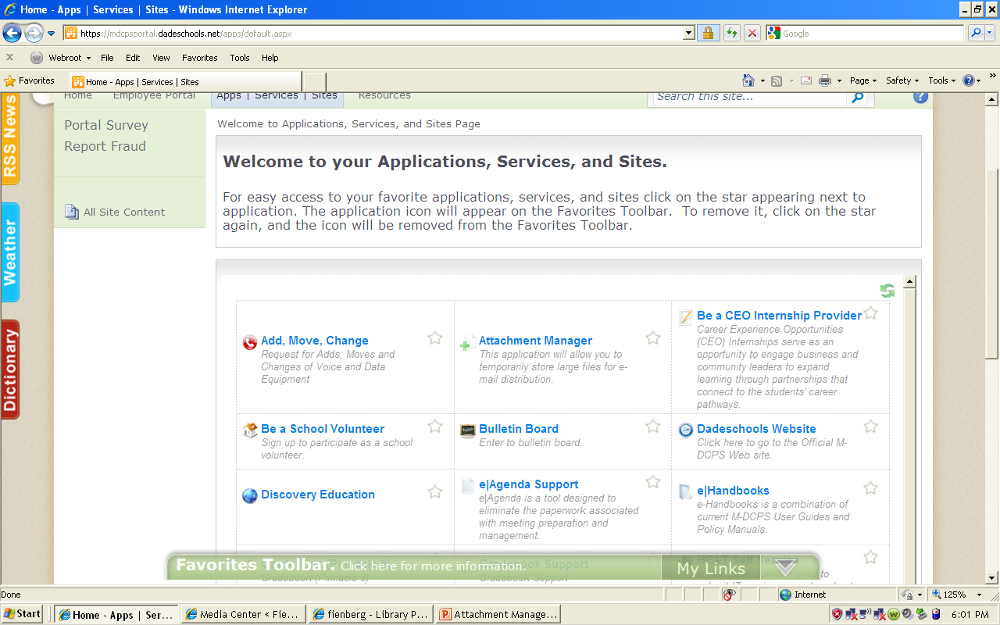 Home - Apps | Services | Sites - Windows Internet Explorer
https://mdcpsportal.dadeschools.net/apps/default.aspx
Google
Webroot File Edit View Favorites Tools Help
Favorites Home - Apps | Services | Sites Page Safety Tools
Home Employee Portal Apps | Services | Sites Resources Search this site...
RSS News
Weather
Dictionary
Portal Survey
Report Fraud
All Site Content
Welcome to Applications, Services, and Sites Page
Welcome to your Applications, Services, and Sites.
For easy access to your favorite applications, services, and sites click on the star appearing next to
application. The application icon will appear on the Favorites Toolbar.  To remove it, click on the star
again, and the icon will be removed from the Favorites Toolbar.
Add, Move, Change
Request for Adds, Moves and
Changes of Voice and Data
Equipment
Attachment Manager
This application will allow you to
temporarily store large files for e-
mail distribution.
Be a CEO Internship Provider
Career Experience Opportunities
(CEO) Internships serve as an
opportunity to engage business and
community leaders to expand
learning through partnerships that
connect to the students' career
pathways.
Be a School Volunteer
Sign up to participate as a school
volunteer.
Bulletin Board
Enter to bulletin board.
Dadeschools Website
Click here to go to the Official M-
DCPS Web site.
Discovery Education
e|Agenda Support
e|Agenda is a tool designed to
eliminate the paperwork associated
with meeting preparation and
management.
e|Handbooks
e-Handbooks is a combination of
current M-DCPS User Guides and
Policy Manuals.
Gradebook Support
Gradebook (Pinnacle 6)
Gradebook Support
Favorites Toolbar. Click here for more information. My Links
Done Internet 125%
Start Home - Apps | Ser... Media Center « Fie... fienberg - Library P... Attachment Manage... 6:01 PM